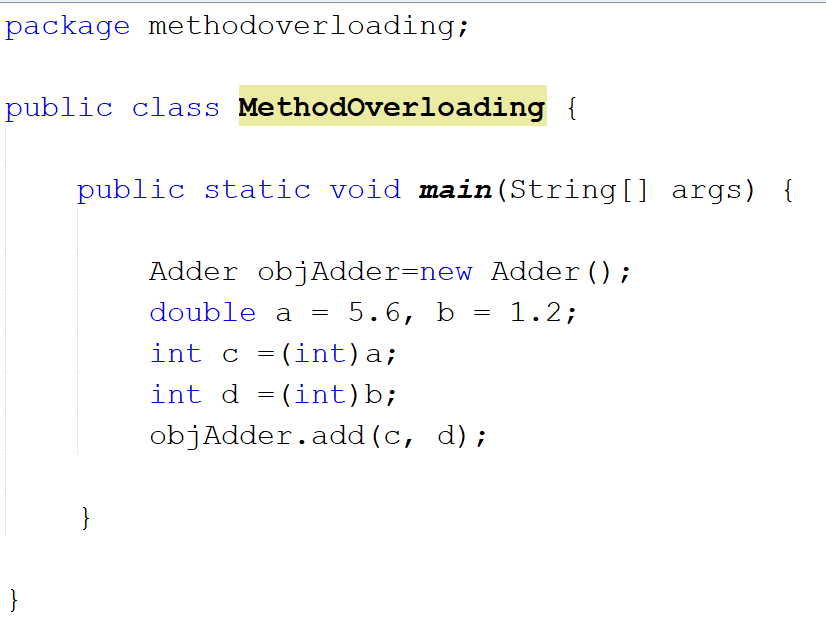 package methodoverloading;
public class MethodOverloading {
public static void main(String[] args) {
Adder objAdder=new Adder();
double a = 5.6, b = 1.2;
int c =(int)a;
int d =(int)b;
objAdder.add(c, d);
}
}